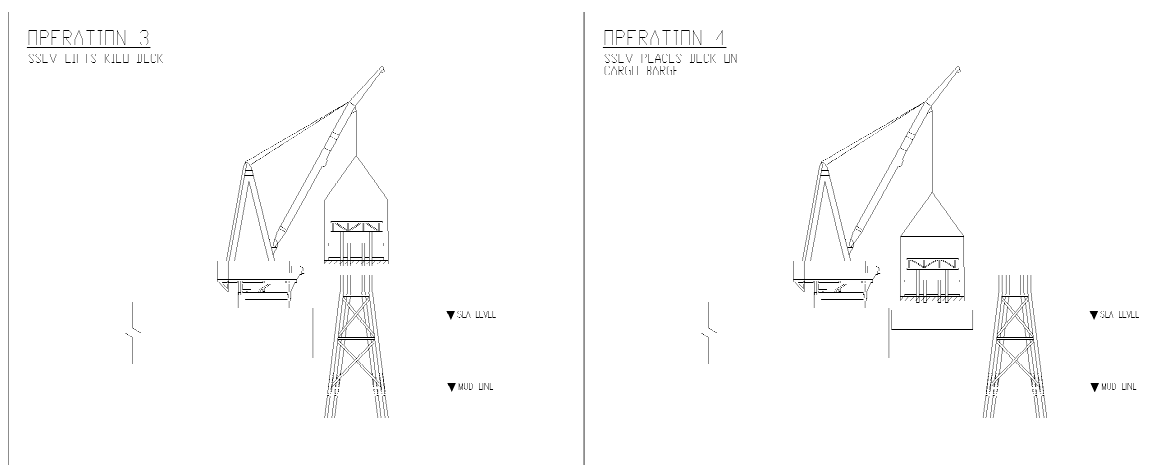 OPERATION 3
SSCV LIFTS K10D DECK
SEA LEVEL
MUD LINE
OPERATION 4
SSCV PLACES DECK ON
CARGO BARGE
SEA LEVEL
MUD LINE